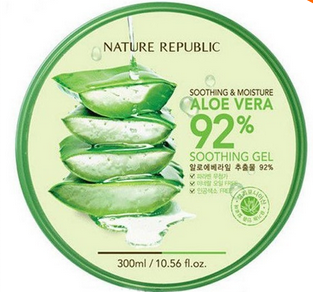 NATURE REPUBLIC
SOOTHING & MOISTURE
ALOE VERA
92%
SOOTHING GEL
알로에베라잎 추출물 92%
300ml / 10.56 fl.oz.